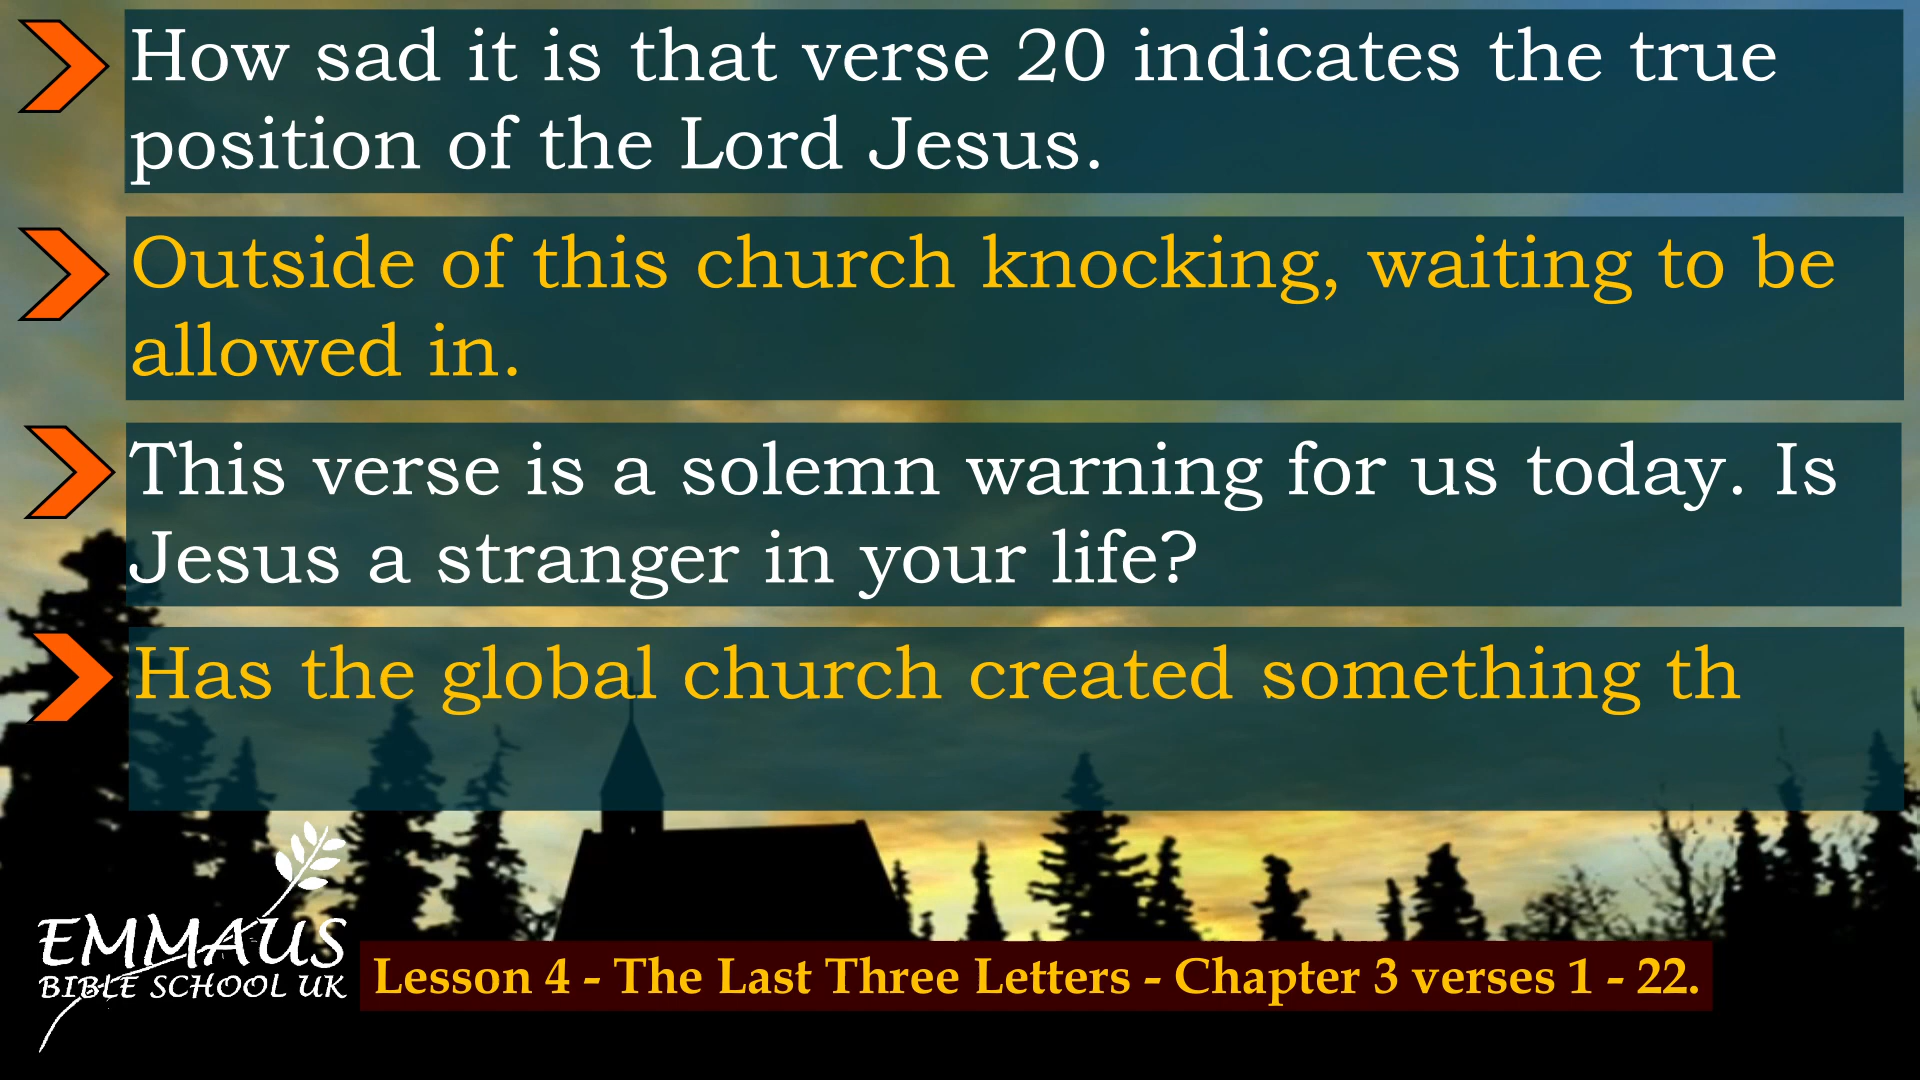 How sad it is that verse 20 indicates the true
position of the Lord Jesus.
Outside of this church knocking, waiting to be
allowed in.
This verse is a solemn warning for us today. Is
Jesus a stranger in your life?
Has the global church created something th
EMMAUS
BIBLE SCHOOL UK
Lesson 4 - The Last Three Letters - Chapter 3 verses 1 - 22.